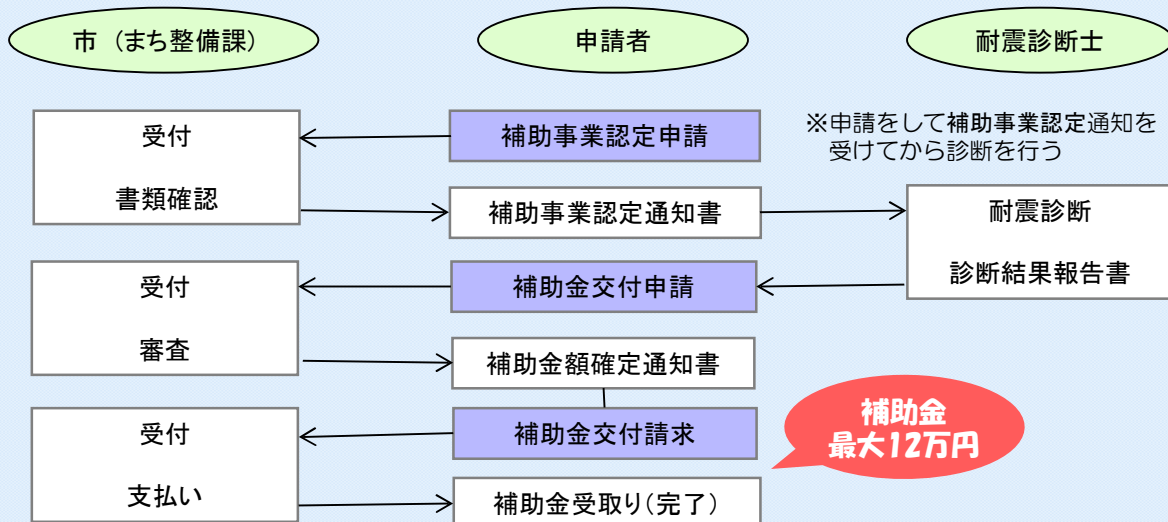 市（まち整備課）
申請者
耐震診断士
受付
書類確認
補助事業認定申請
※申請をして補助事業認定通知を
受けてから診断を行う
補助事業認定通知書
耐震診断
診断結果報告書
受付
審査
補助金交付申請
補助金額確定通知書
受付
支払い
補助金交付請求
補助金
最大12万円
補助金受取り（完了）